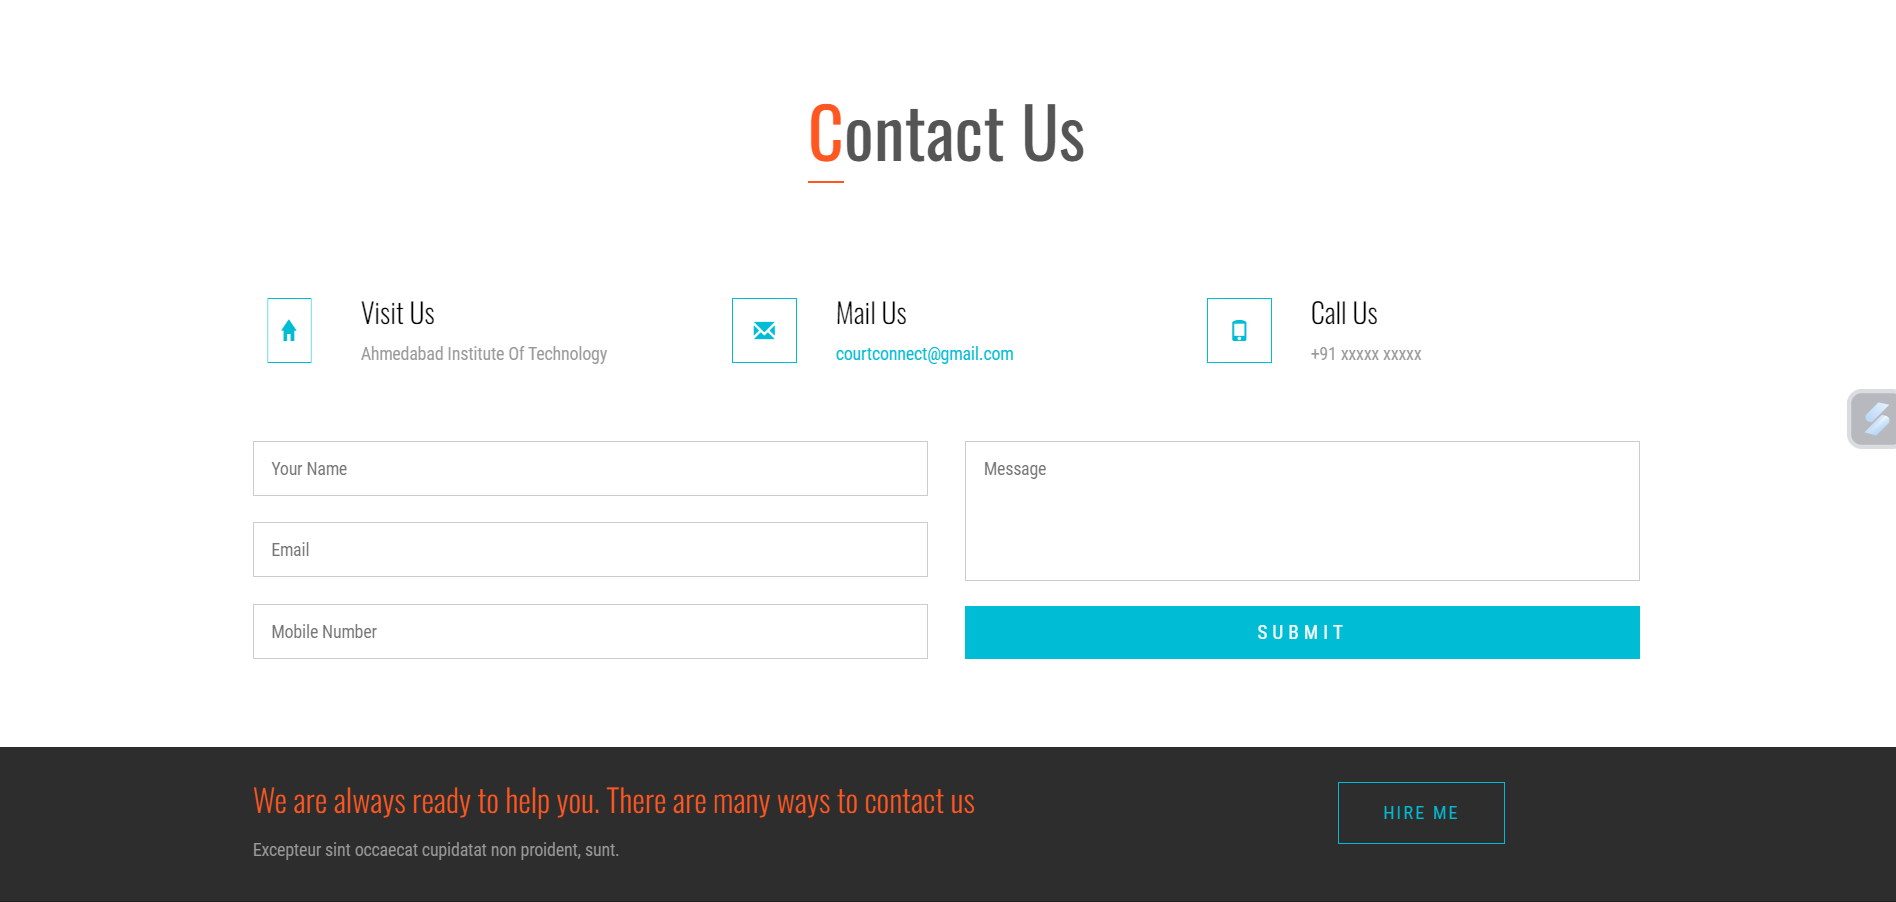 Contact Us
Visit Us
Ahmedabad Institute Of Technology
Mail Us
courtconnect@gmail.com
Call Us
+91 xxxxx xxxxx
Your Name
Email
Mobile Number
Message
SUBMIT
We are always ready to help you. There are many ways to contact us
Excepteur sint occaecat cupidatat non proident, sunt.
HIRE ME